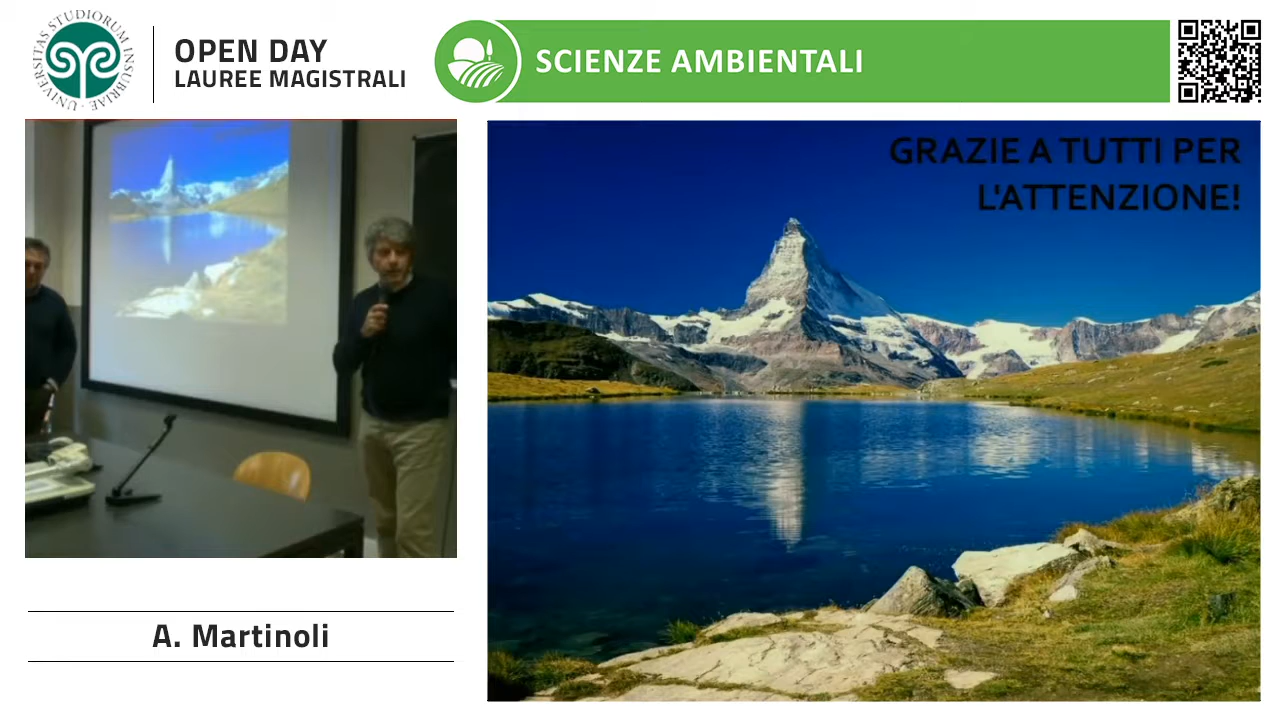 UNIVERSITAS STUDIORUM INSUBRIAE
OPEN DAY
LAUREE MAGISTRALI
SCIENZE AMBIENTALI
GRAZIE A TUTTI PER
L'ATTENZIONE!
A. Martinoli